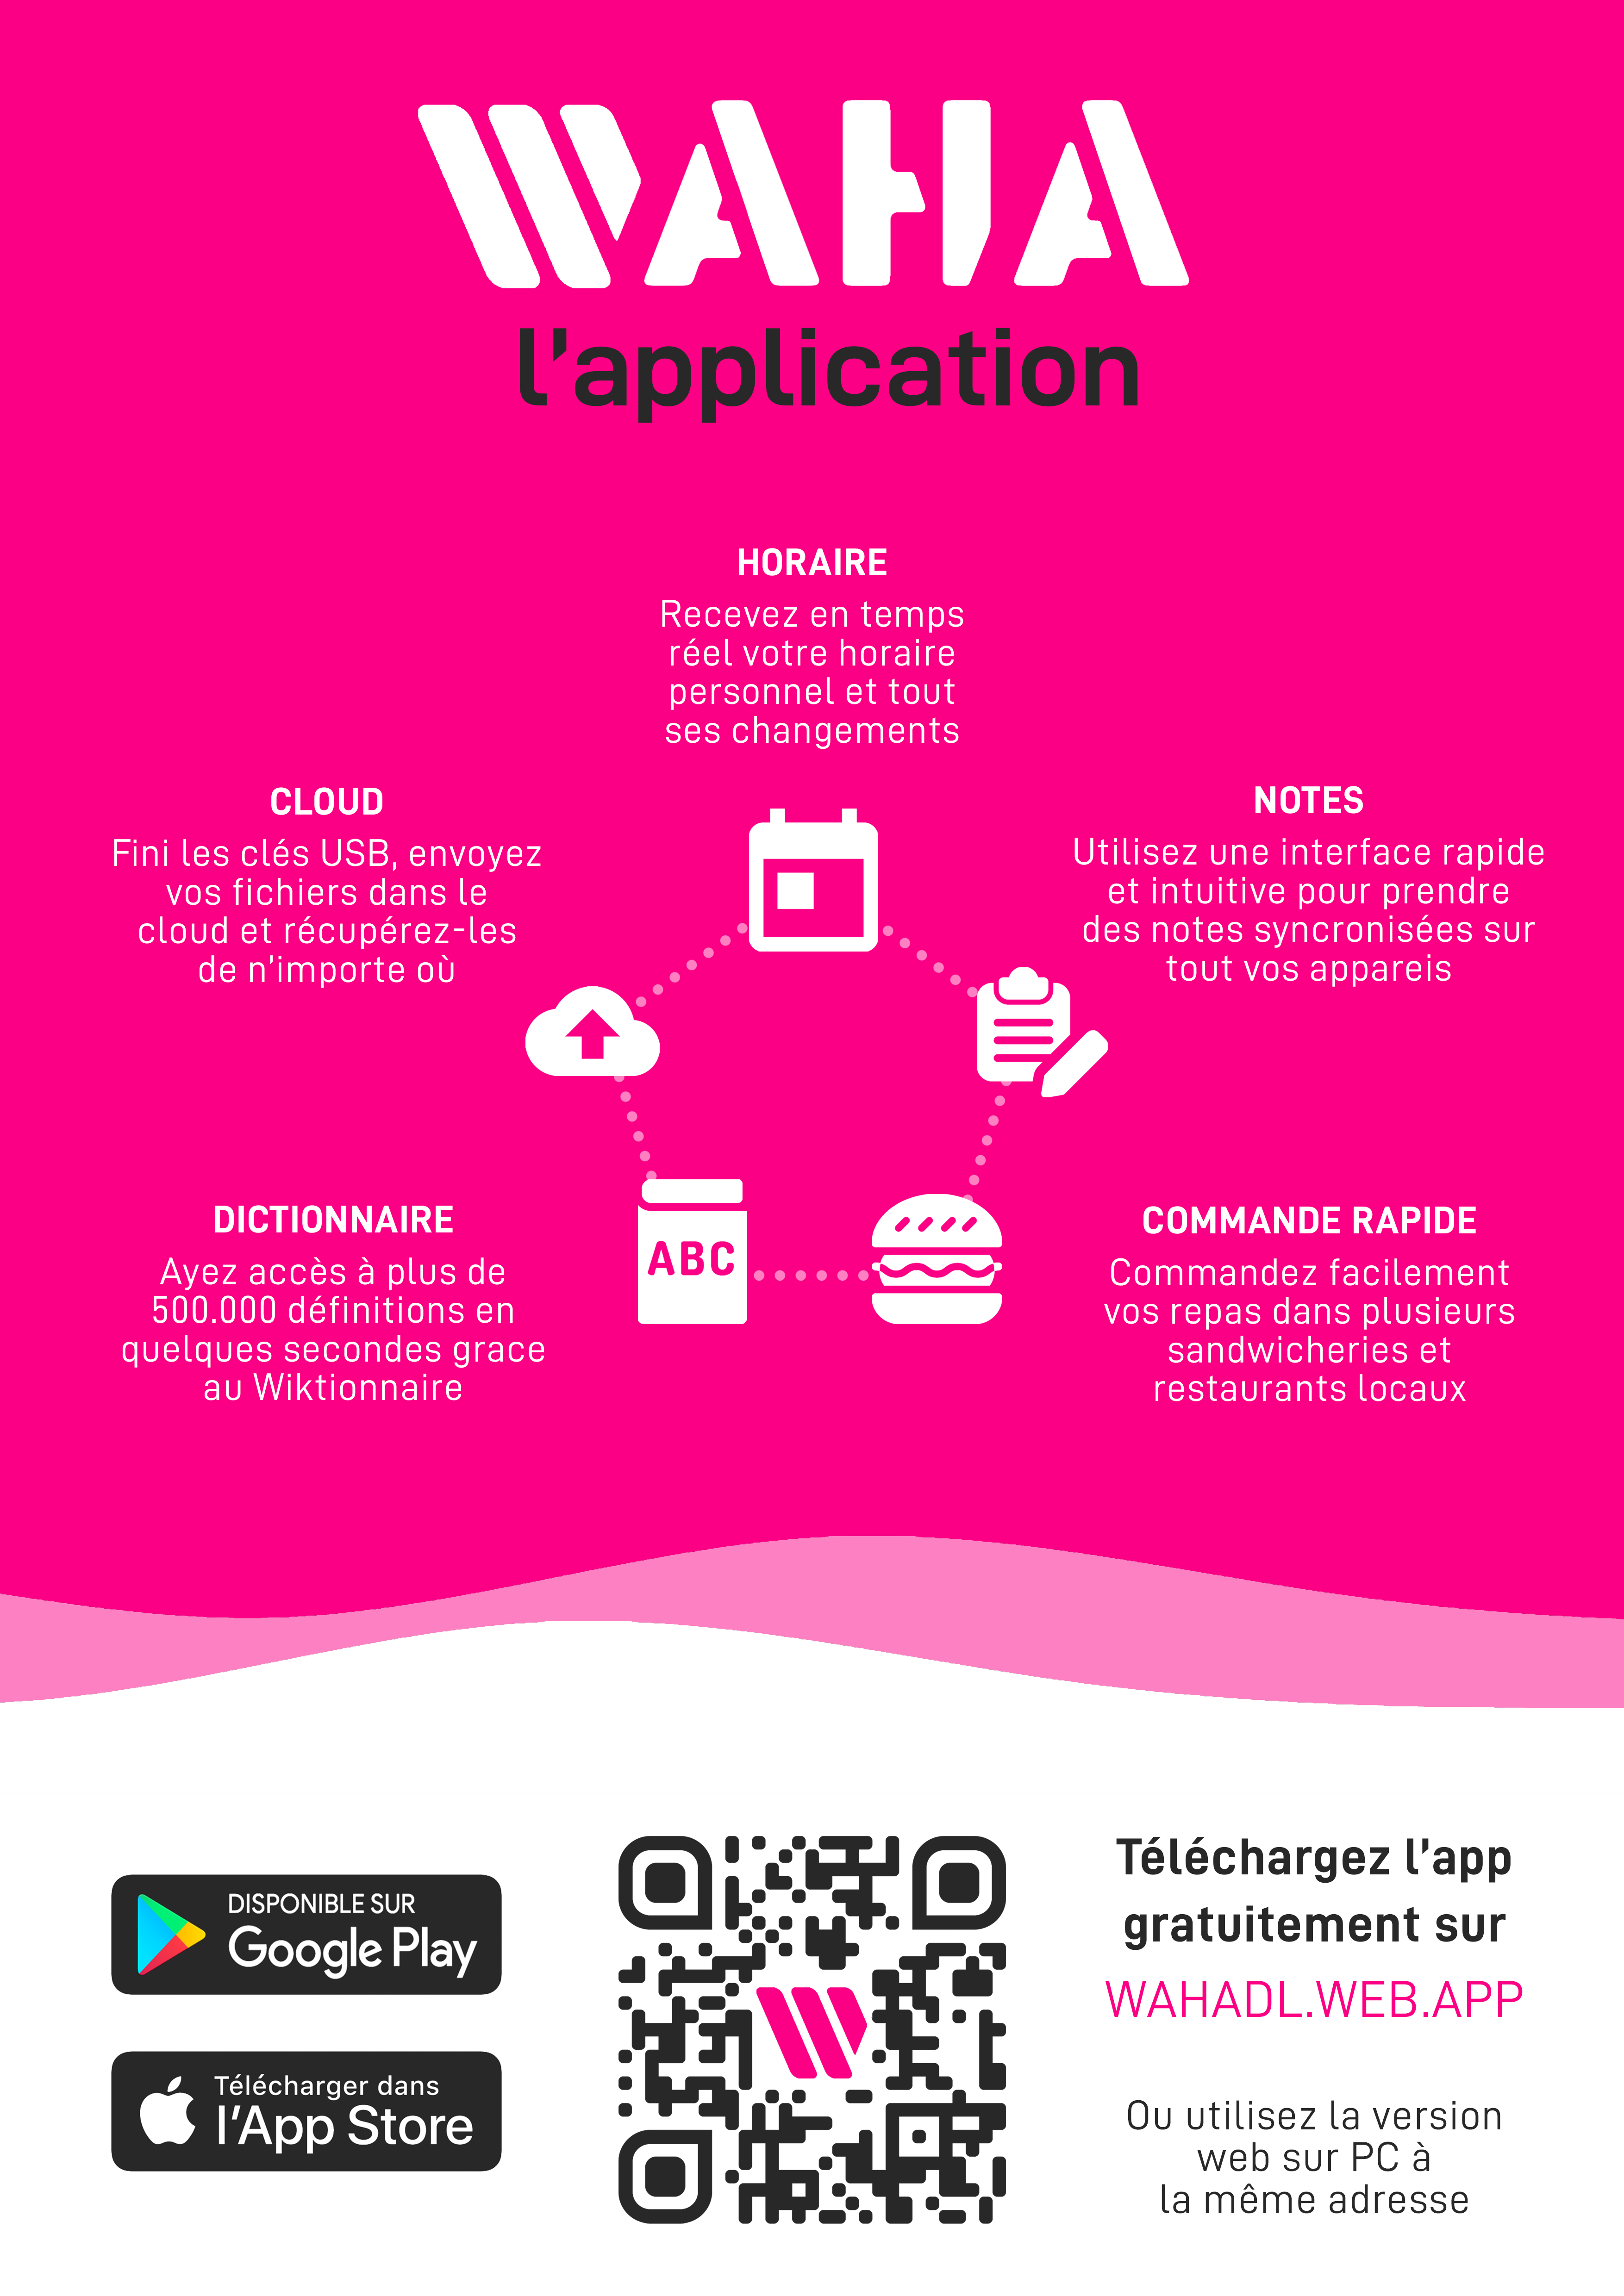 WAHA
l'application
HORAIRE
Recevez en temps
réel votre horaire
personnel et tout
ses changements
CLOUD
Fini les clés USB, envoyez
vos fichiers dans le
cloud et récupérez-les
de n'importe où
NOTES
Utilisez une interface rapide
et intuitive pour prendre
des notes syncronisées sur
tout vos appareis
ABC
DICTIONNAIRE
Ayez accès à plus de
500.000 définitions en
quelques secondes grace
au Wiktionnaire
COMMANDE RAPIDE
Commandez facilement
vos repas dans plusieurs
sandwicheries et
restaurants locaux
DISPONIBLE SUR
Google Play
Télécharger dans
l'App Store
W
Téléchargez l'app
gratuitement sur
WAHADL.WEB.APP
Ou utilisez la version
web sur PC à
la même adresse